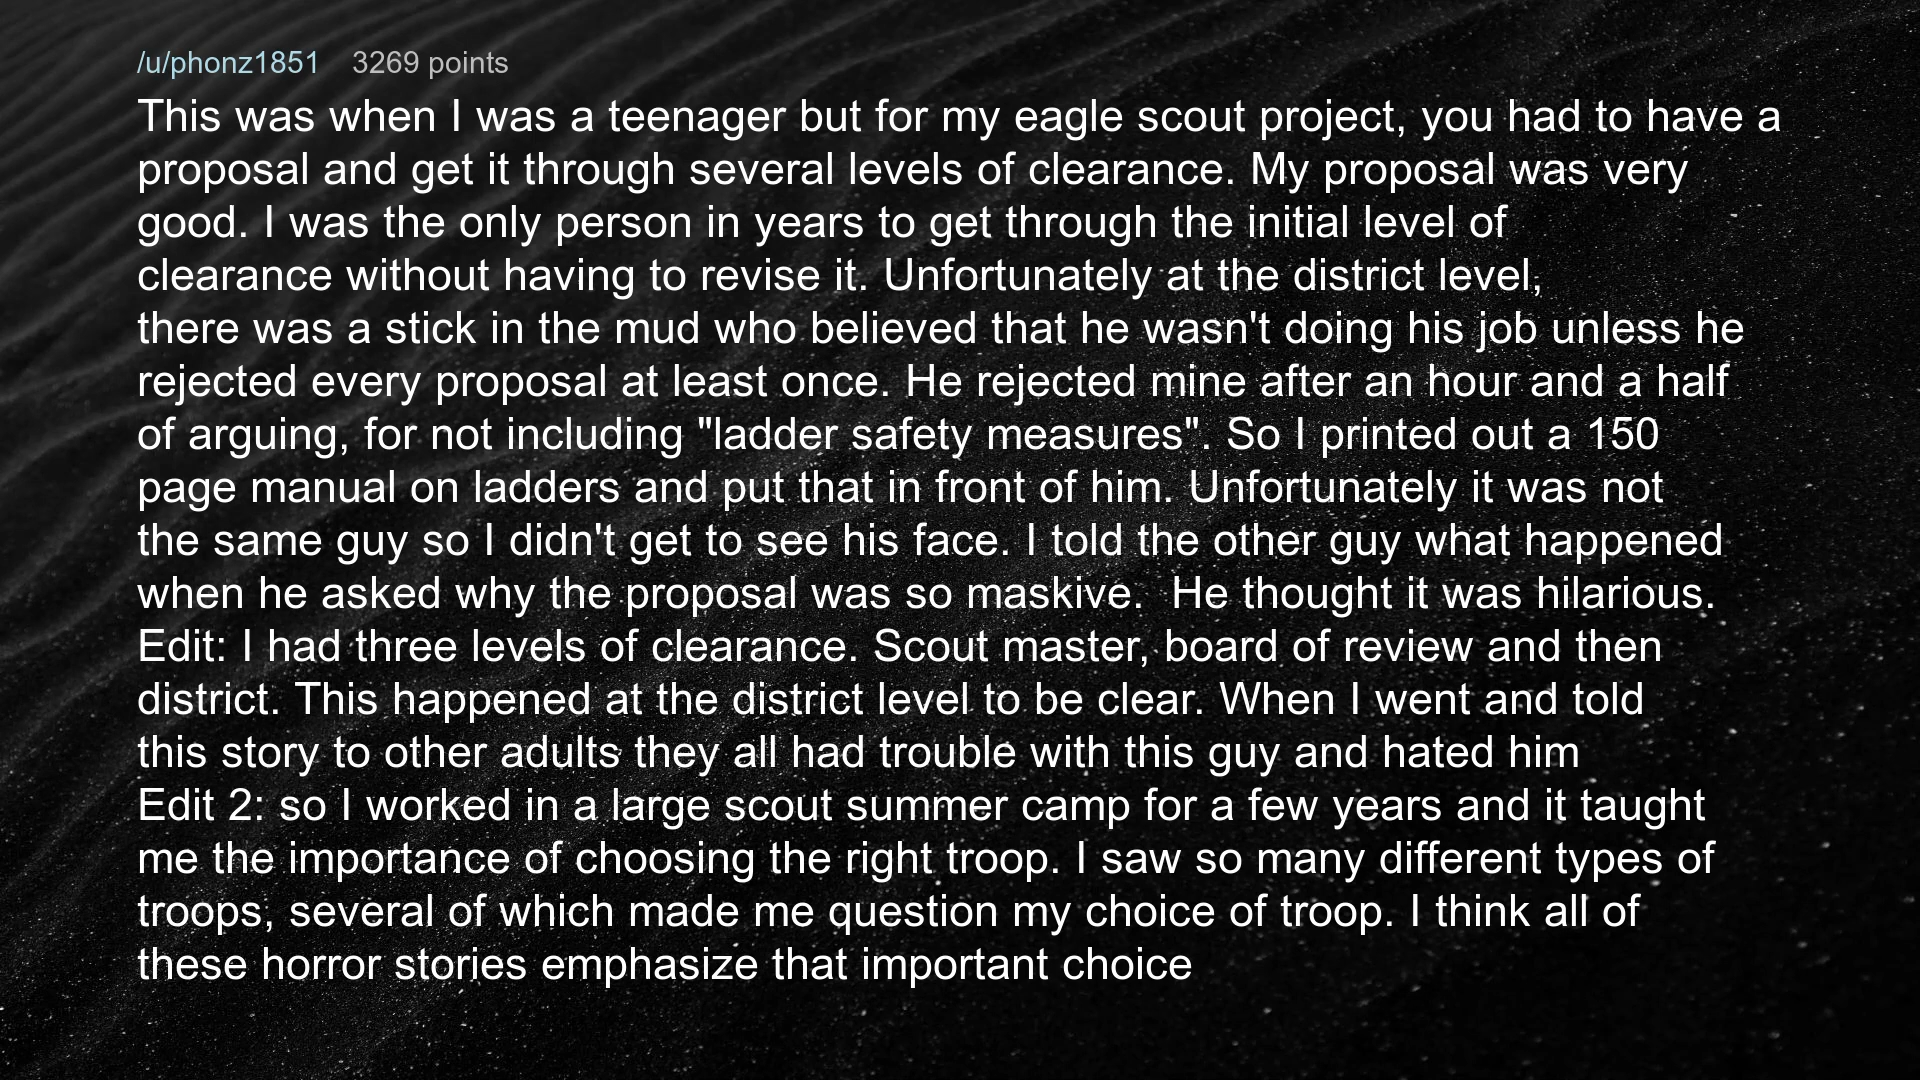 /u/phonz1851 3269 points
This was when I was a teenager but for my eagle scout project, you had to have a
proposal and get it through several levels of clearance. My proposal was very
good. I was the only person in years to get through the initial level of
clearance without having to revise it. Unfortunately at the district level,
there was a stick in the mud who believed that he wasn't doing his job unless he
rejected every proposal at least once. He rejected mine after an hour and a half
of arguing, for not including "ladder safety measures". So I printed out a 150
page manual on ladders and put that in front of him. Unfortunately it was not
the same guy so I didn't get to see his face. I told the other guy what happened
when he asked why the proposal was so maskive.  He thought it was hilarious.
Edit: I had three levels of clearance. Scout master, board of review and then
district. This happened at the district level to be clear. When I went and told
this story to other adults they all had trouble with this guy and hated him
Edit 2: so I worked in a large scout summer camp for a few years and it taught
me the importance of choosing the right troop. I saw so many different types of
troops, several of which made me question my choice of troop. I think all of
these horror stories emphasize that important choice